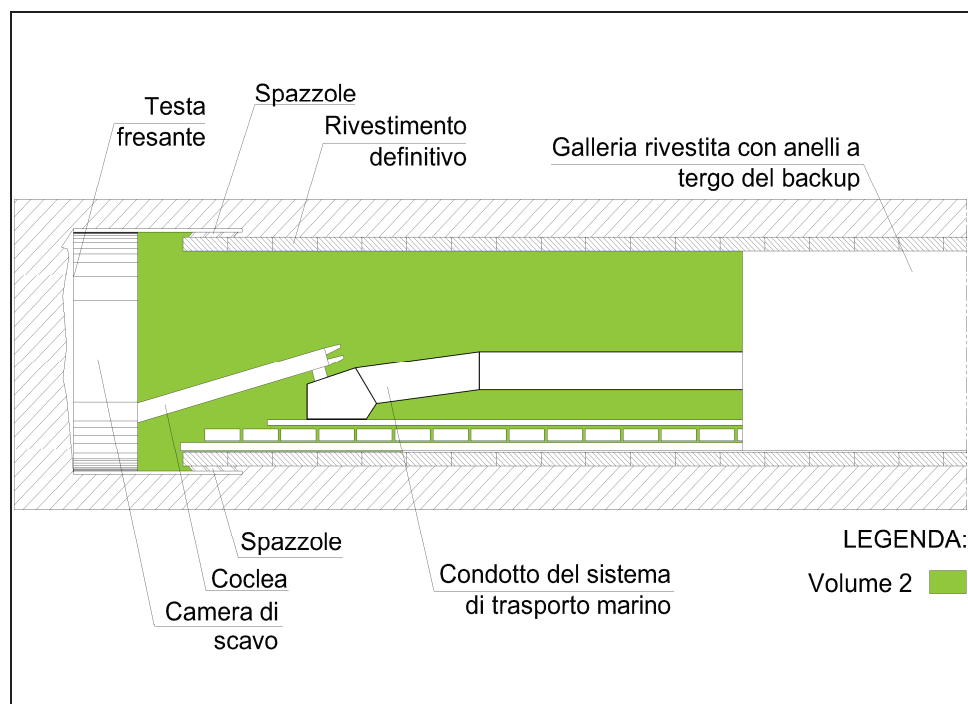 Testa
fresante
Spazzole
Rivestimento
definitivo
Galleria rivestita con anelli a
tergo del backup
Spazzole
Coclea
Camera di
scavo
Condotto del sistema
di trasporto marino
LEGENDA:
Volume 2